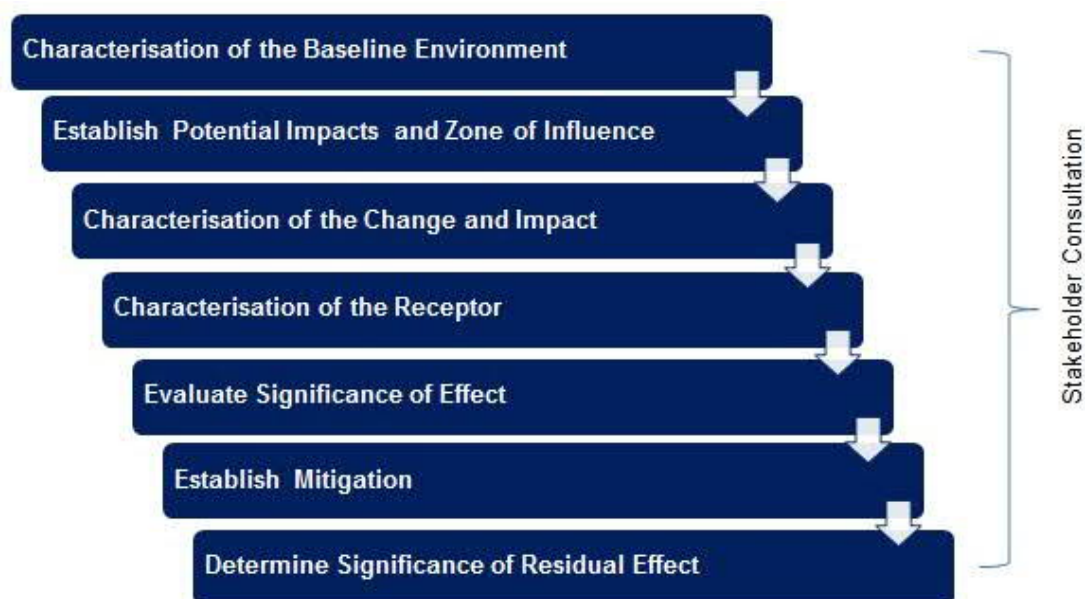 Characterisation of the Baseline Environment
Establish Potential Impacts and Zone of Influence
Characterisation of the Change and Impact
Characterisation of the Receptor
Evaluate Significance of Effect
Establish Mitigation
Determine Significance of Residual Effect
Stakeholder Consultation